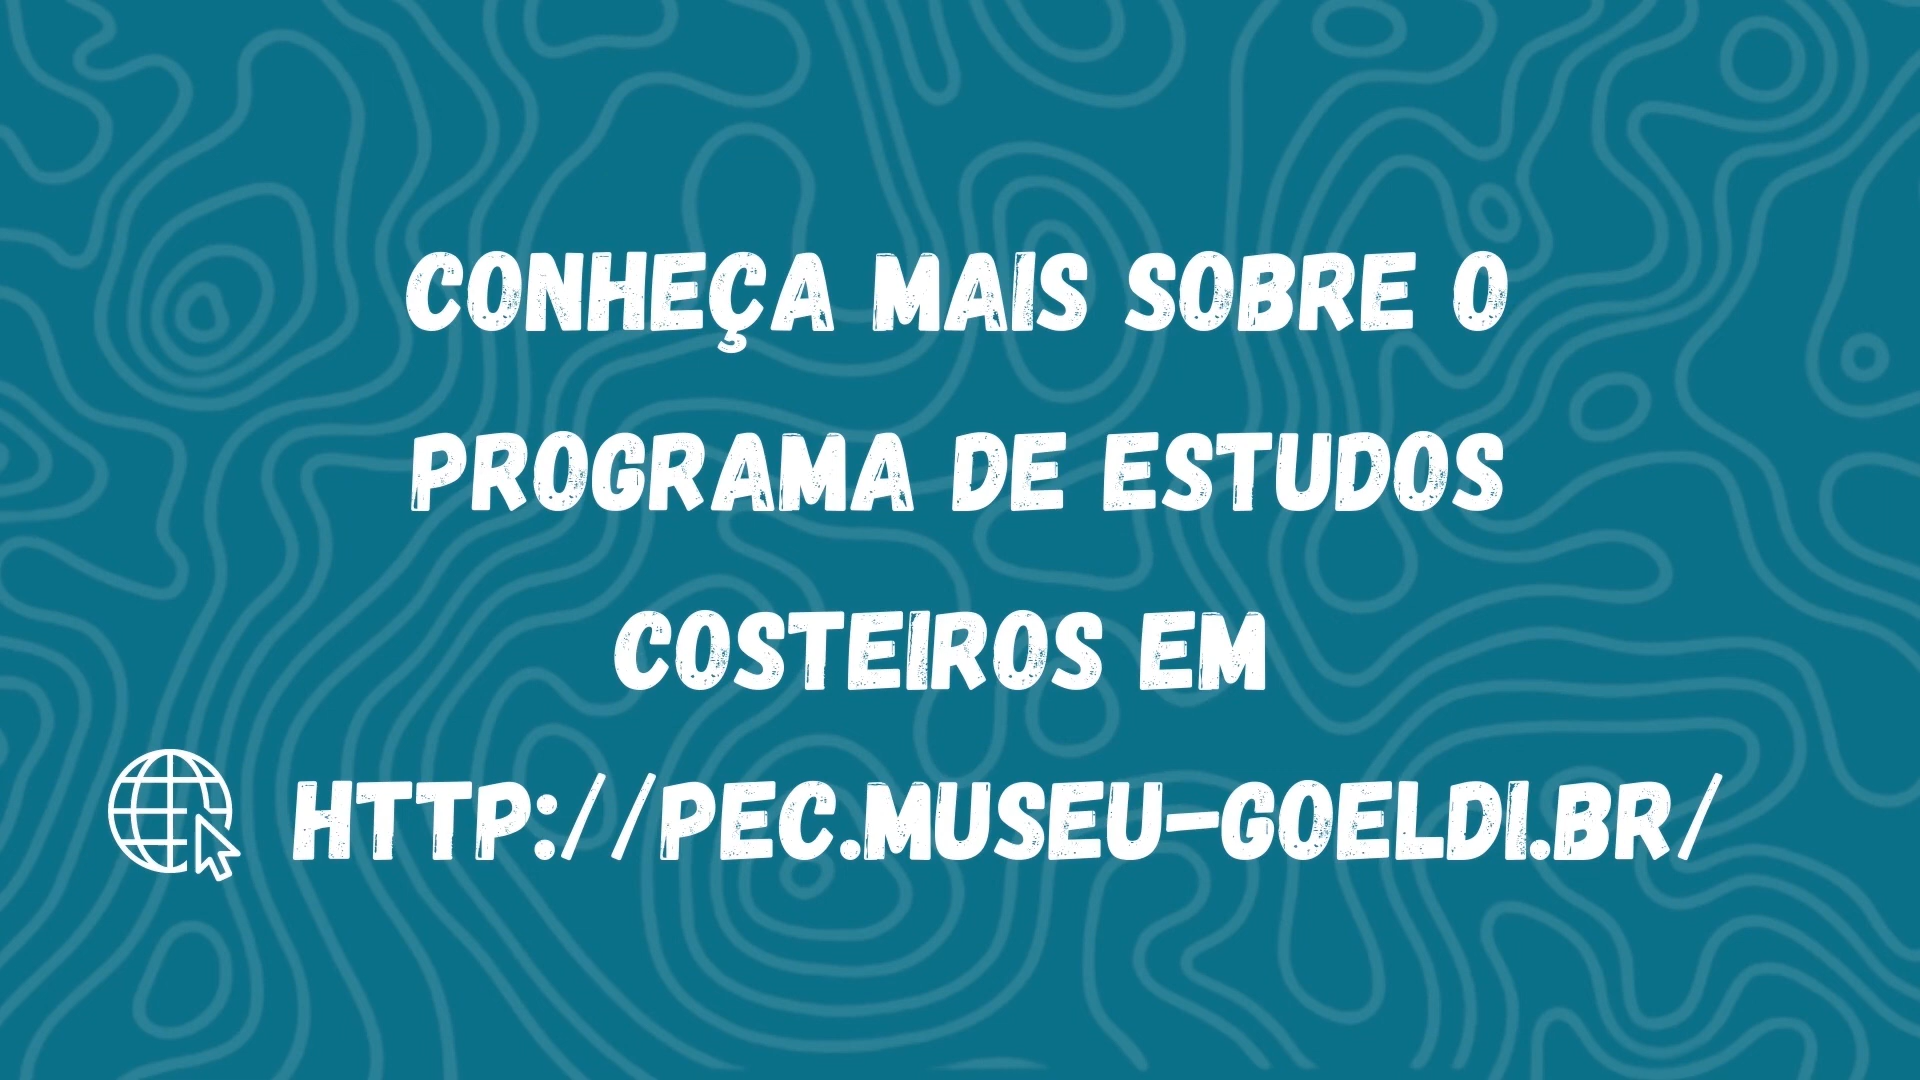 CONHEÇA MAIS SOBRE O
PROGRAMA DE ESTUDOS
COSTEIROS EM
HTTP://PEC.MUSEU-GOELDI.BR/